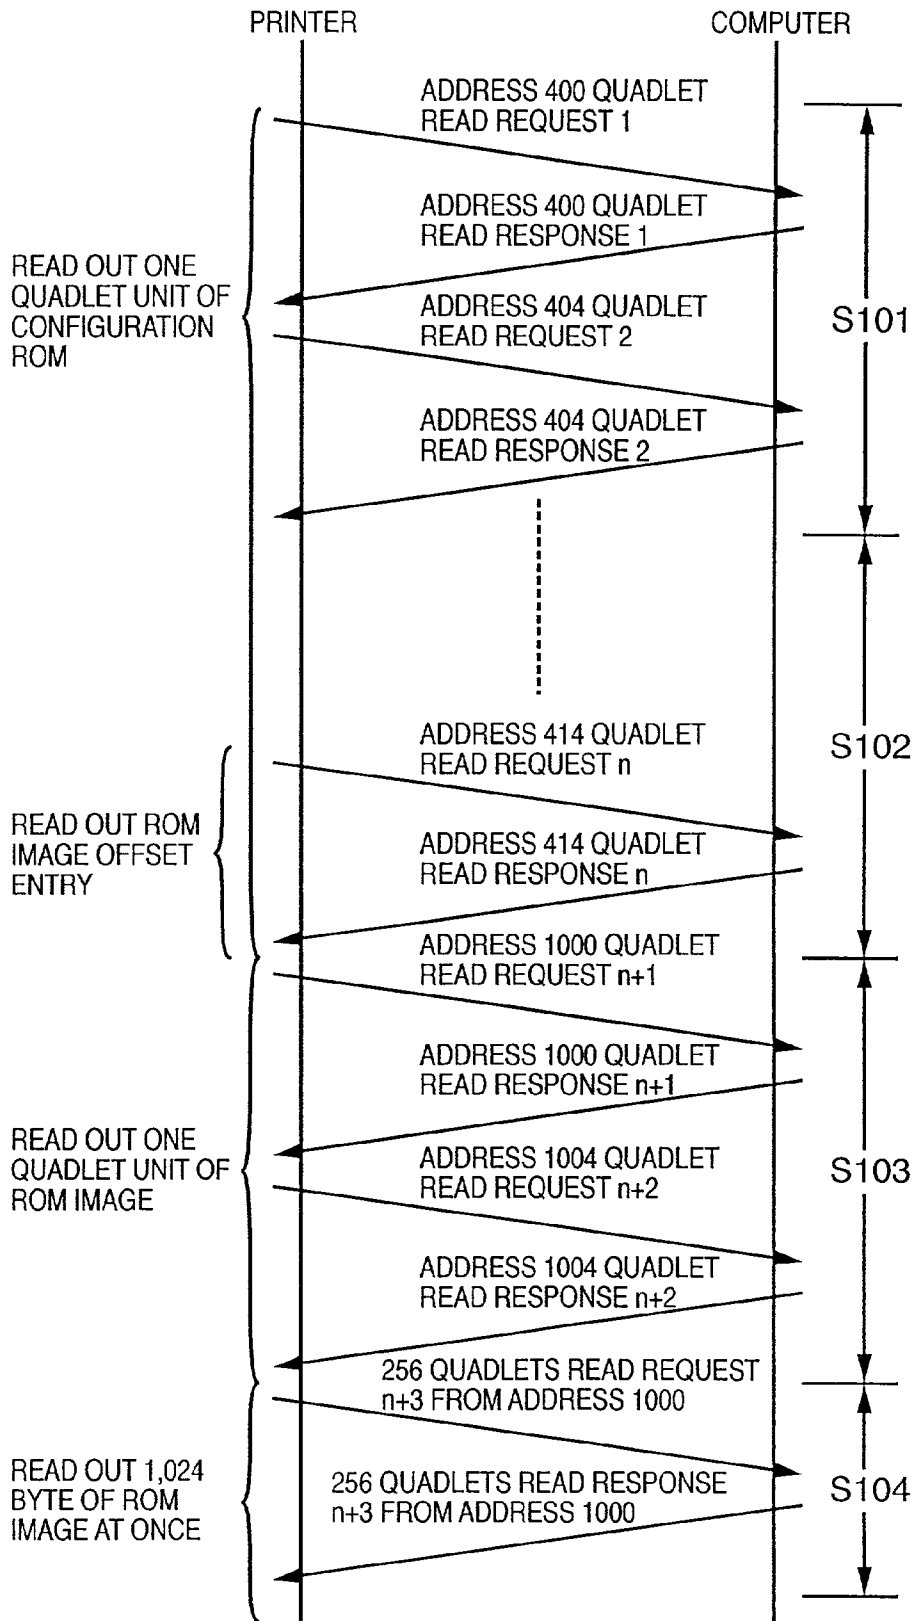 PRINTER
COMPUTER
ADDRESS 400 QUADLET
READ REQUEST 1
ADDRESS 400 QUADLET
READ RESPONSE 1
READ OUT ONE
QUADLET UNIT OF
CONFIGURATION
ROM
ADDRESS 404 QUADLET
READ REQUEST 2
S101
ADDRESS 404 QUADLET
READ RESPONSE 2
ADDRESS 414 QUADLET
READ REQUEST n
S102
READ OUT ROM
IMAGE OFFSET
ENTRY
ADDRESS 414 QUADLET
READ RESPONSE n
ADDRESS 1000 QUADLET
READ REQUEST n+1
ADDRESS 1000 QUADLET
READ RESPONSE n+1
READ OUT ONE
QUADLET UNIT OF
ROM IMAGE
ADDRESS 1004 QUADLET
READ REQUEST n+2
S103
ADDRESS 1004 QUADLET
READ RESPONSE n+2
256 QUADLETS READ REQUEST
n+3 FROM ADDRESS 1000
READ OUT 1,024
BYTE OF ROM
IMAGE AT ONCE
256 QUADLETS READ RESPONSE
n+3 FROM ADDRESS 1000
S104